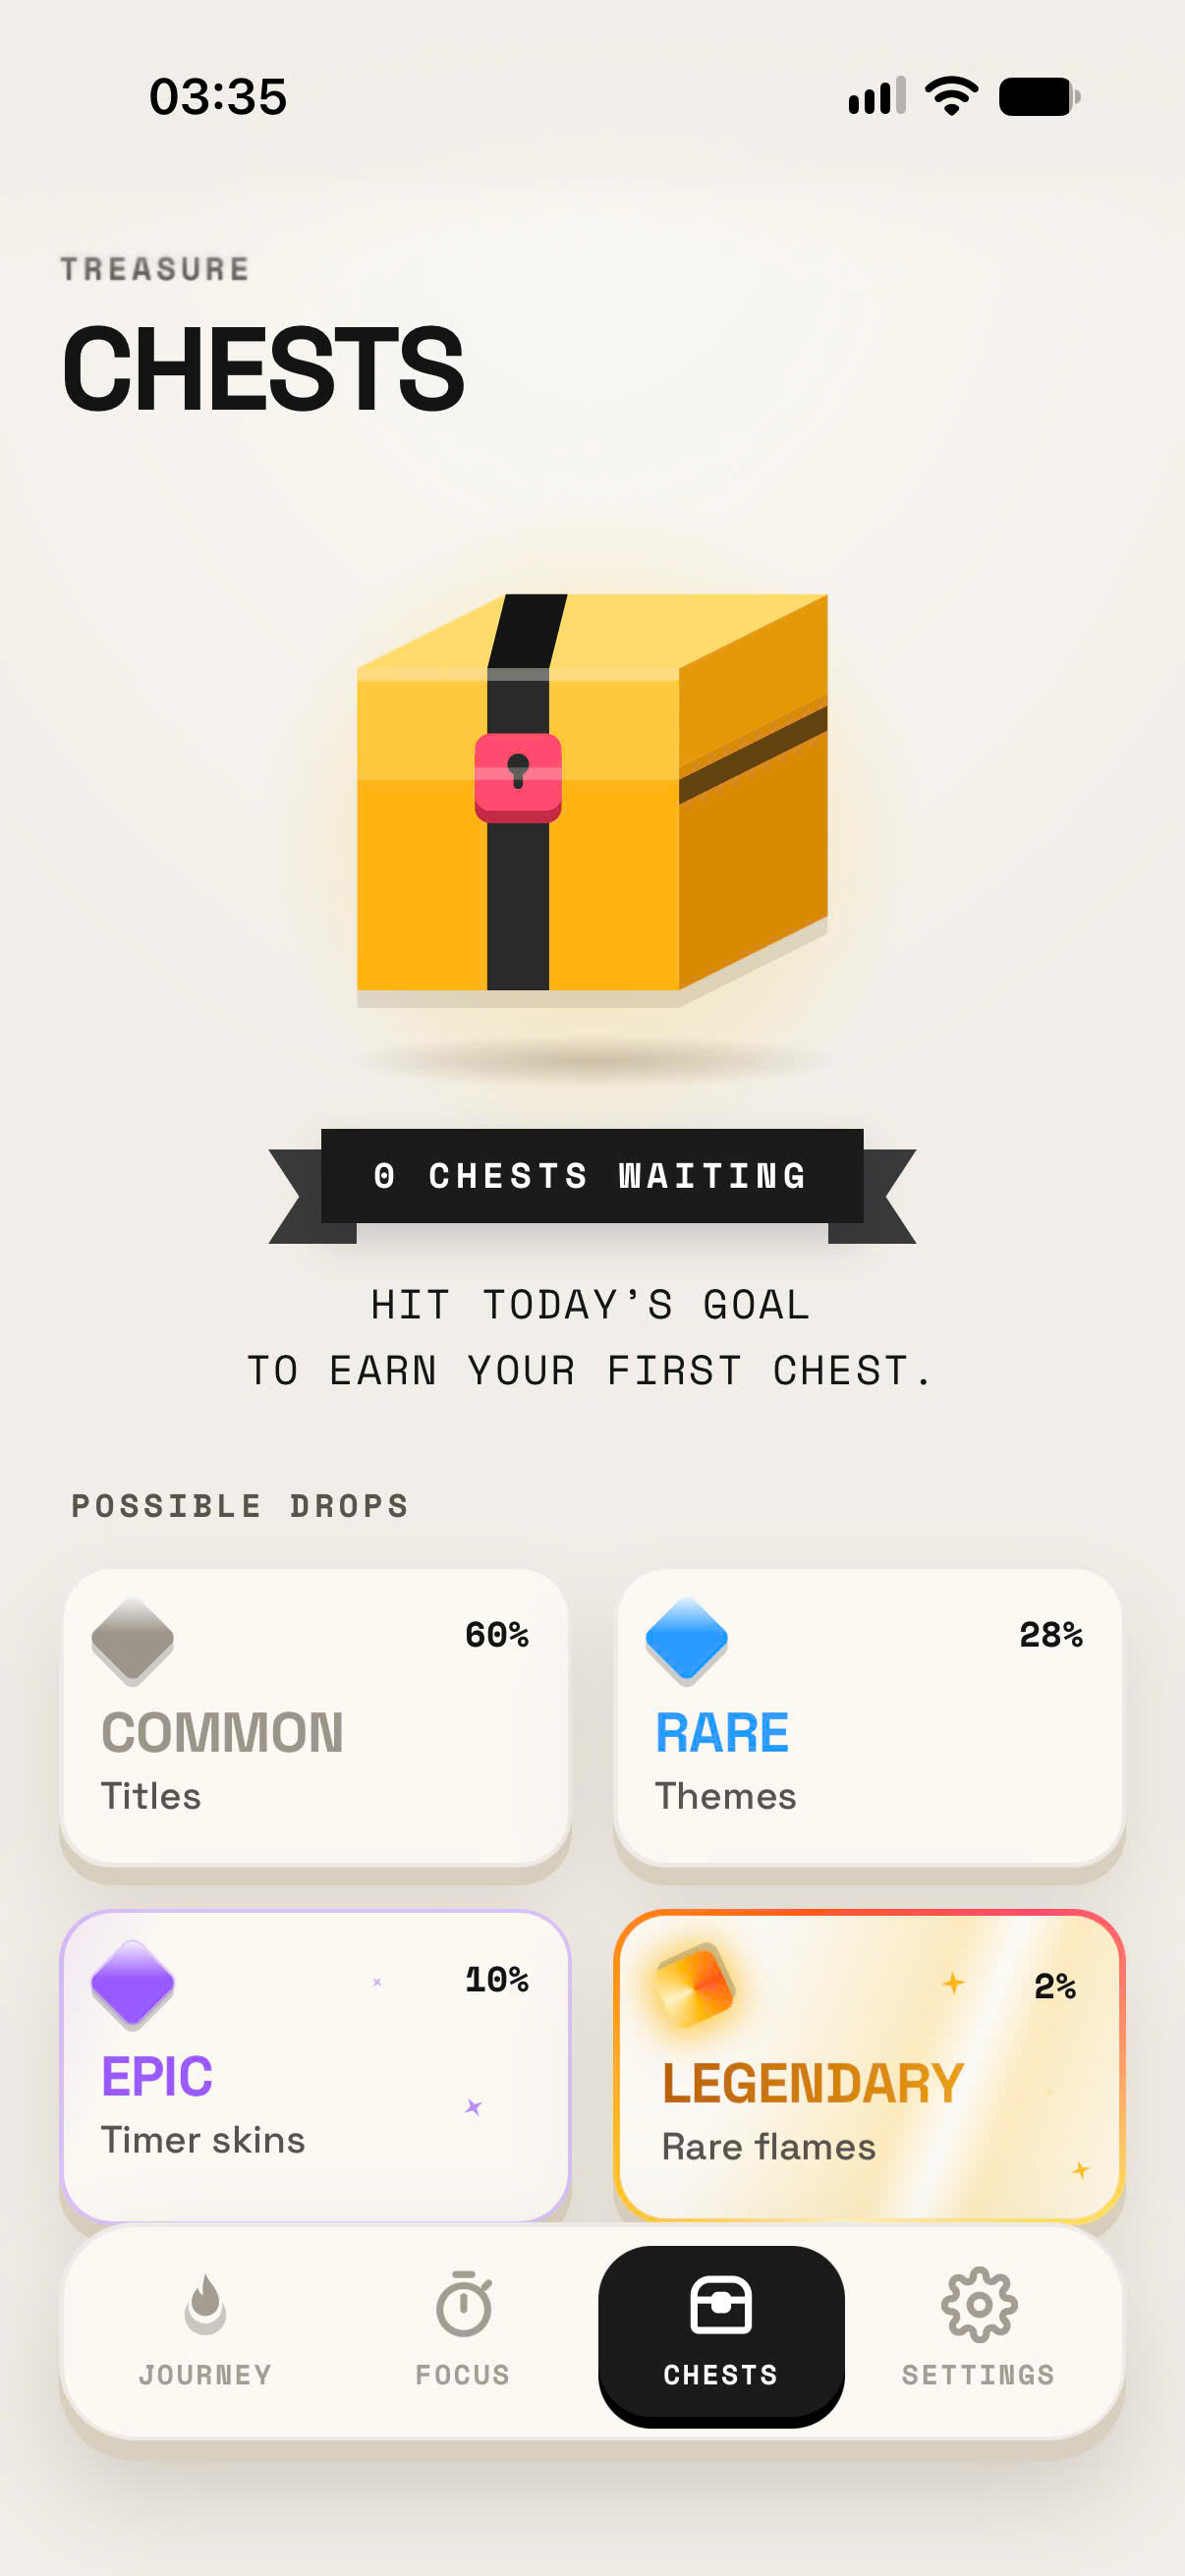 03:35
TREASURE
CHESTS
0 CHESTS WAITING
HIT TODAY’S GOAL
TO EARN YOUR FIRST CHEST.
POSSIBLE DROPS
60%
COMMON
Titles
28%
RARE
Themes
10%
EPIC
Timer skins
2%
LEGENDARY
Rare flames
JOURNEY
FOCUS
CHESTS
SETTINGS